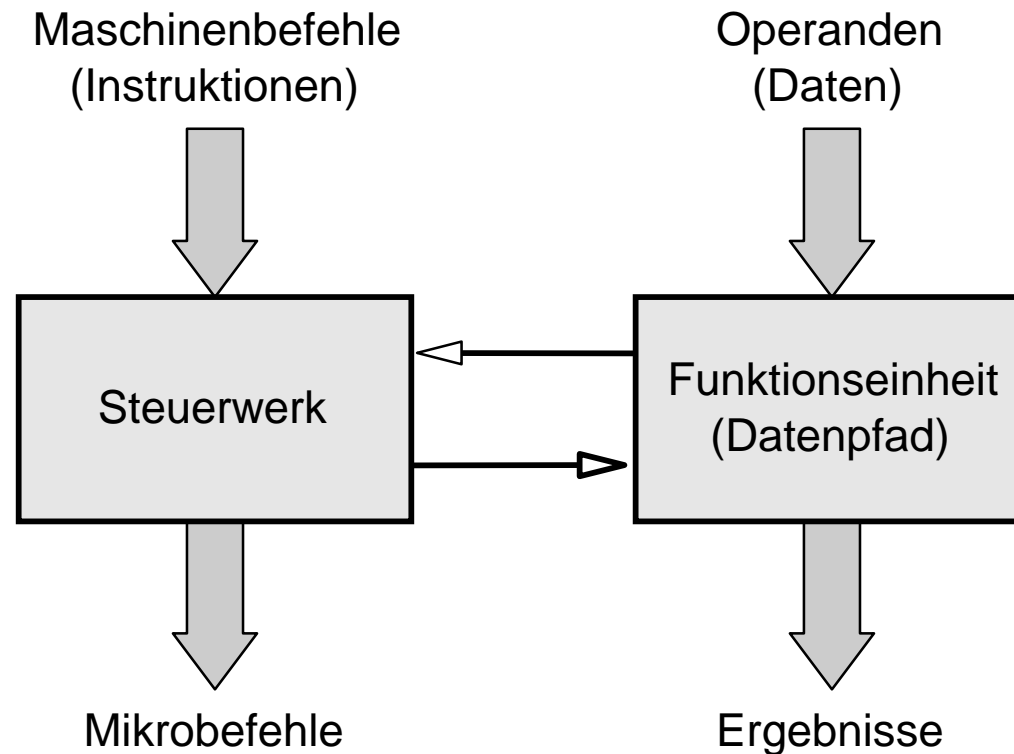 Maschinenbefehle
(Instruktionen)
Operanden
(Daten)
Steuerwerk
Funktionseinheit
(Datenpfad)
Mikrobefehle
Ergebnisse